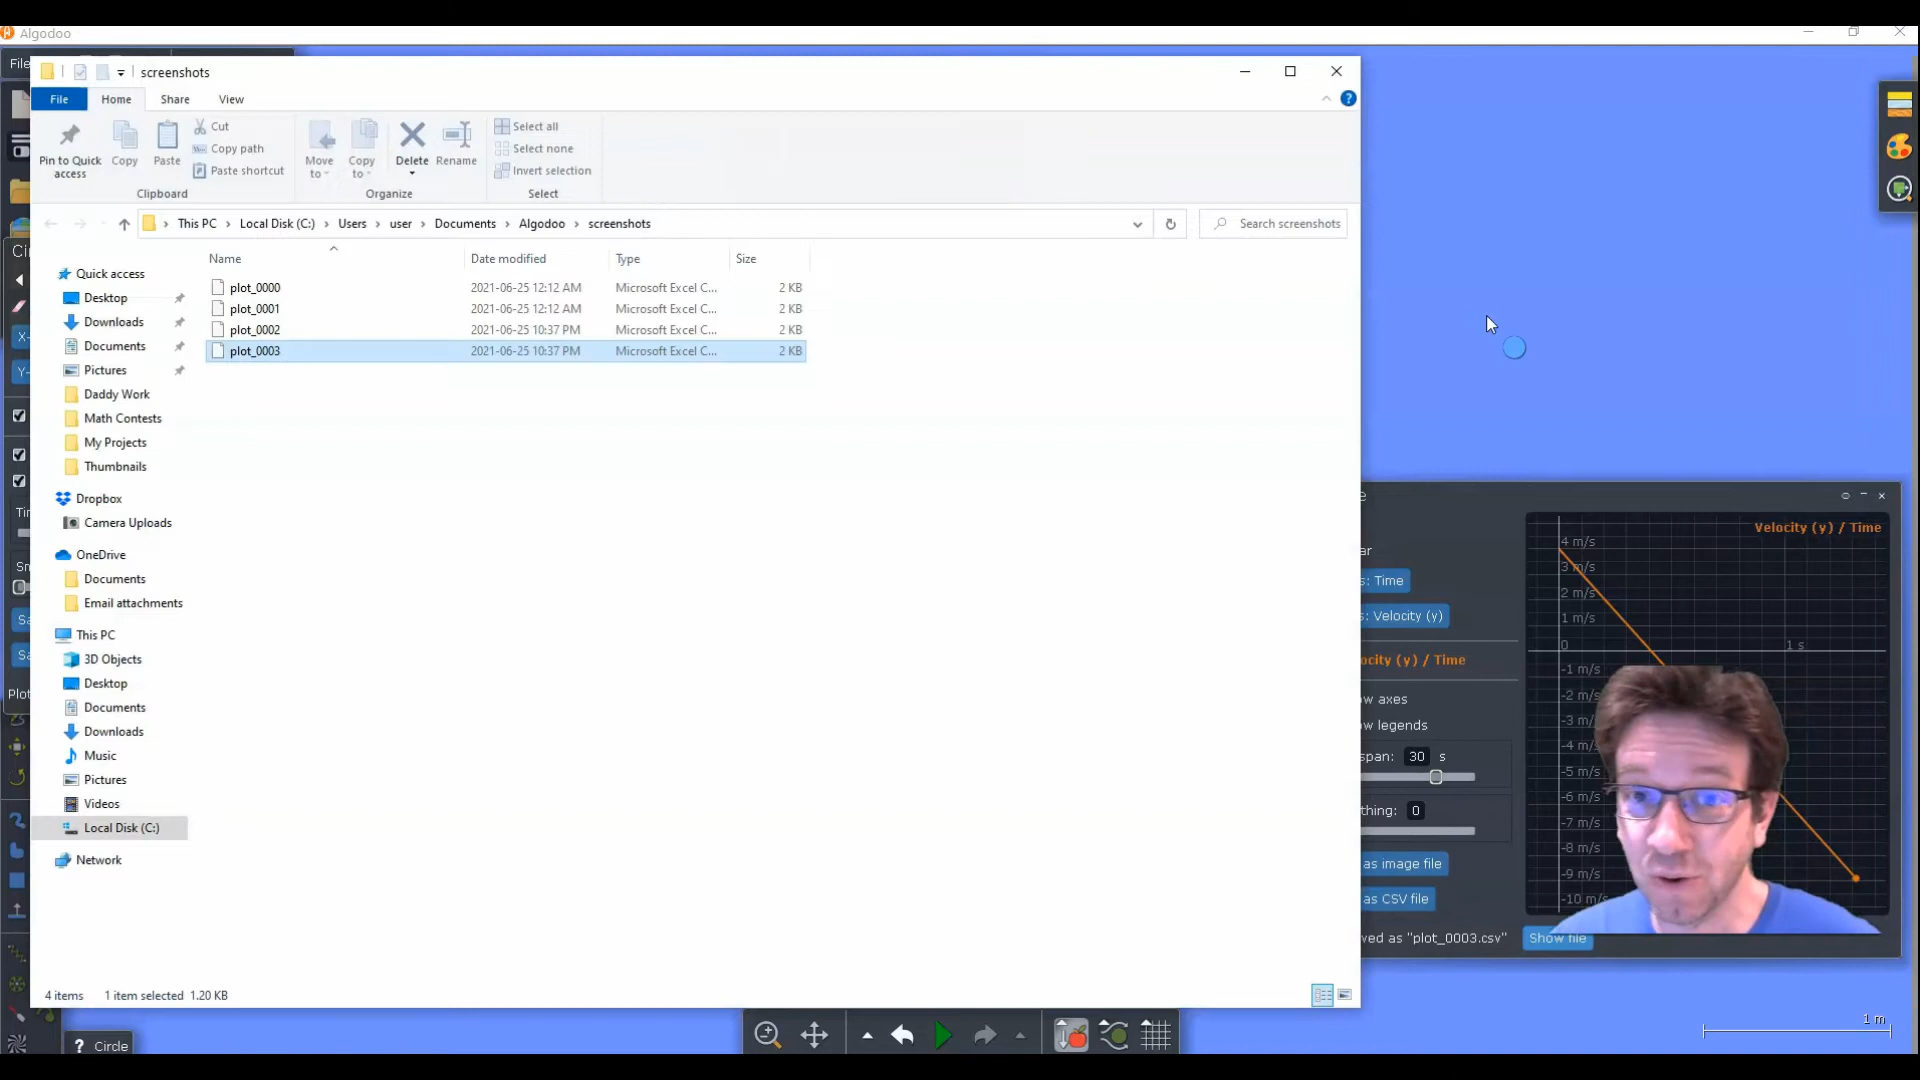 Algodoo
File
screenshots
File Home Share View
Pin to Quick access
Copy
Paste
Cut
Copy path
Paste shortcut
Clipboard
Move to
Copy to
Delete
Rename
Organize
Select all
Select none
Invert selection
Select
This PC > Local Disk (C:) > Users > user > Documents > Algodoo > screenshots
Search screenshots
Name Date modified Type Size
plot_0000 2021-06-25 12:12 AM Microsoft Excel C... 2 KB
plot_0001 2021-06-25 12:12 AM Microsoft Excel C... 2 KB
plot_0002 2021-06-25 10:37 PM Microsoft Excel C... 2 KB
plot_0003 2021-06-25 10:37 PM Microsoft Excel C... 2 KB
Quick access
Desktop
Downloads
Documents
Pictures
Daddy Work
Math Contests
My Projects
Thumbnails
Dropbox
Camera Uploads
OneDrive
Documents
Email attachments
This PC
3D Objects
Desktop
Documents
Downloads
Music
Pictures
Videos
Local Disk (C:)
Network
4 items 1 item selected 1.20 KB
Cir
X-
Y-
Tin
Sn
Sa
Sa
Plot
e
ar
s: Time
s: Velocity (y)
ocity (y) / Time
w axes
w legends
span: 30 s
thing: 0
as image file
as CSV file
ved as "plot_0003.csv"
Show file
Velocity (y) / Time
4 m/s
3 m/s
2 m/s
1 m/s
0
1 s
-1 m/s
-2 m/s
-3 m/s
-4 m/s
-5 m/s
-6 m/s
-7 m/s
-8 m/s
-9 m/s
-10 m/s
? Circle
1 m